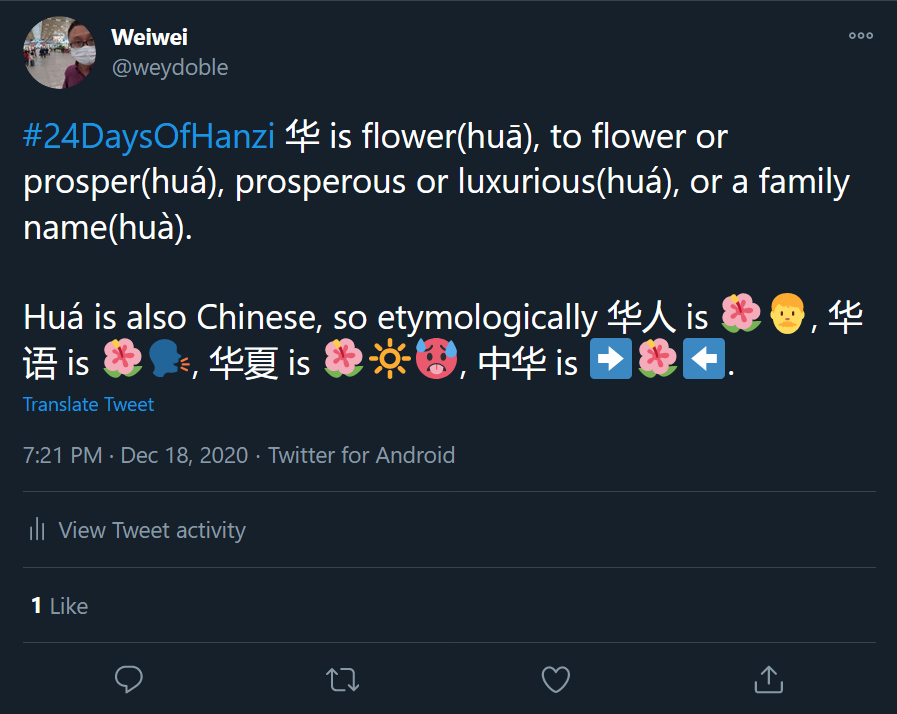 Weiwei
@weydoble
#24DaysOfHanzi 华 is flower(huā), to flower or
prosper(huá), prosperous or luxurious(huá), or a family
name(huà).
Huá is also Chinese, so etymologically 华人 is 🌺👨, 华
语 is 🌺🗣, 华夏 is 🌺🔆🥵, 中华 is ➡🌺⬅.
Translate Tweet
7:21 PM · Dec 18, 2020 · Twitter for Android
View Tweet activity
1 Like